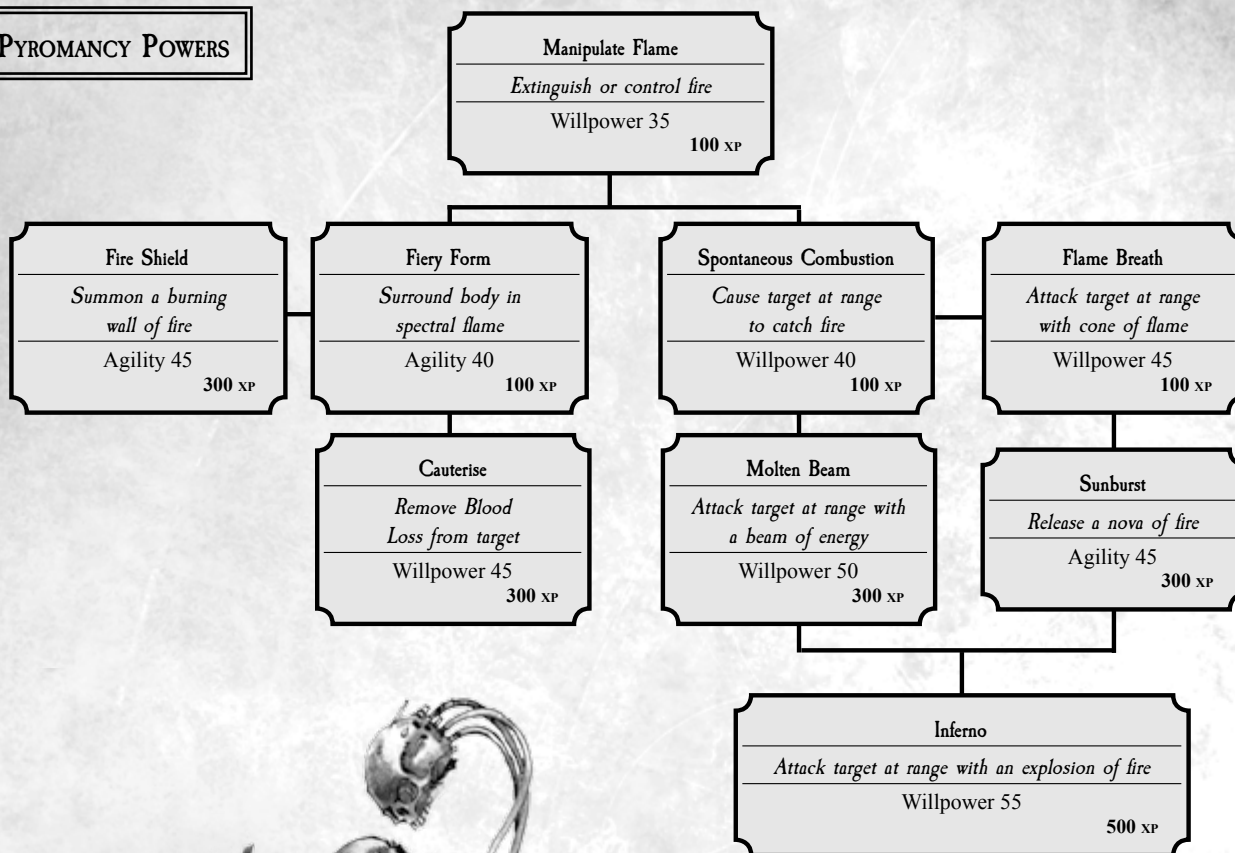 PYROMANCY POWERS
Manipulate Flame
Extinguish or control fire
Willpower 35
100 XP
Fire Shield
Summon a burning
wall of fire
Agility 45
300 XP
Fiery Form
Surround body in
spectral flame
Agility 40
100 XP
Spontaneous Combustion
Cause target at range
to catch fire
Willpower 40
100 XP
Flame Breath
Attack target at range
with cone of flame
Willpower 45
100 XP
Cauterise
Remove Blood
Loss from target
Willpower 45
300 XP
Molten Beam
Attack target at range with
a beam of energy
Willpower 50
300 XP
Sunburst
Release a nova of fire
Agility 45
300 XP
Inferno
Attack target at range with an explosion of fire
Willpower 55
500 XP